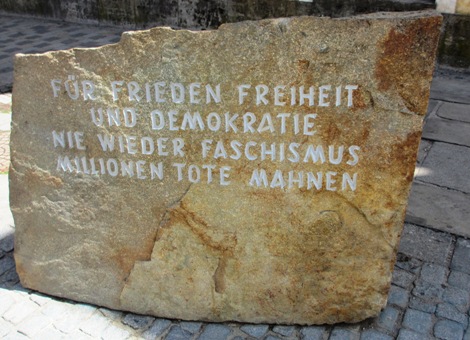 FÜR FRIEDEN FREIHEIT
UND DEMOKRATIE
NIE WIEDER FASCHISMUS
MILLIONEN TOTE MAHNEN